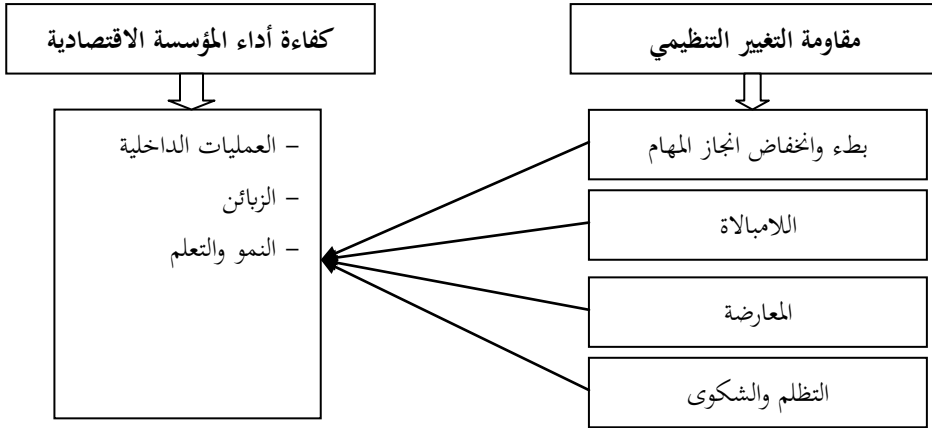 مقاومة التغيير التنظيمي
كفاءة أداء المؤسسة الاقتصادية
بطء وانخفاض انجاز المهام
اللامبالاة
المعارضة
التظلم والشكوى
– العمليات الداخلية
– الزبائن
– النمو والتعلم